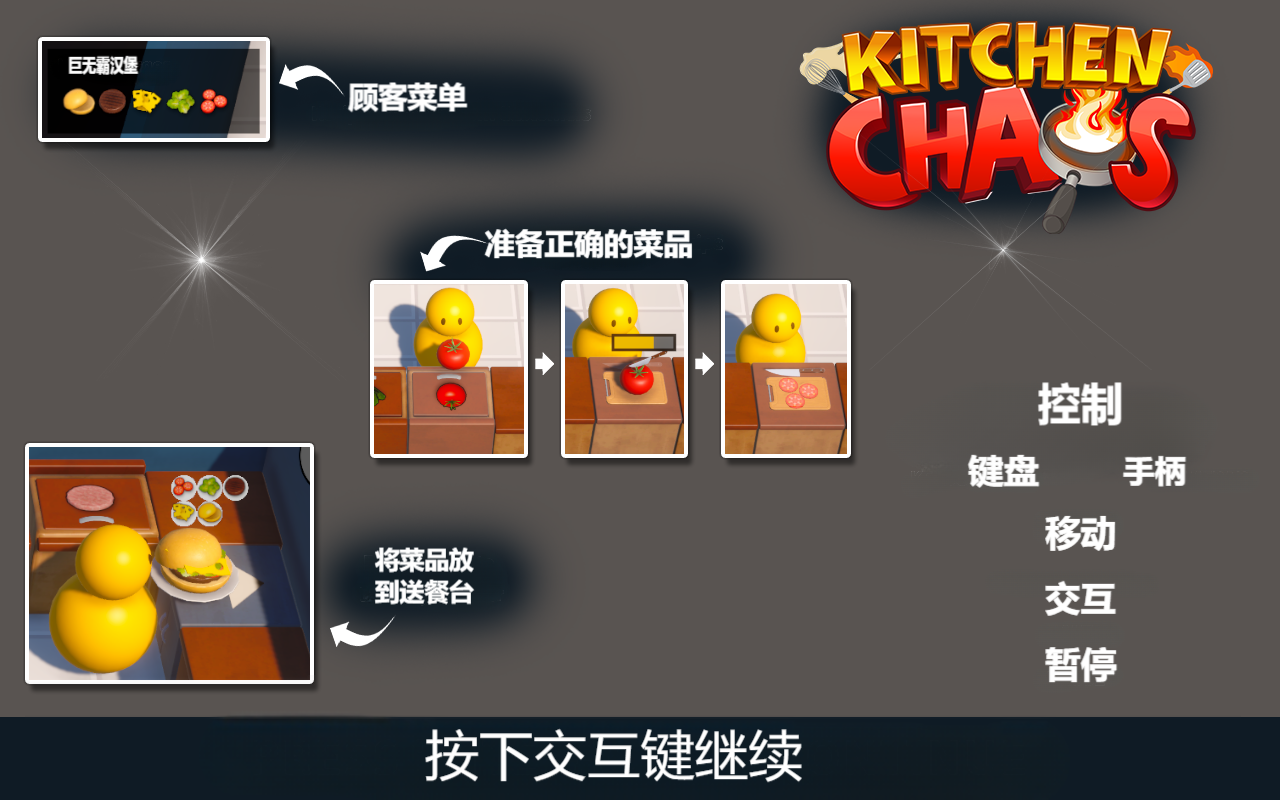 巨无霸汉堡
顾客菜单
KITCHEN
CHAOS
准备正确的菜品
控制
键盘 手柄
移动
交互
暂停
将菜品放
到送餐台
按下交互键继续